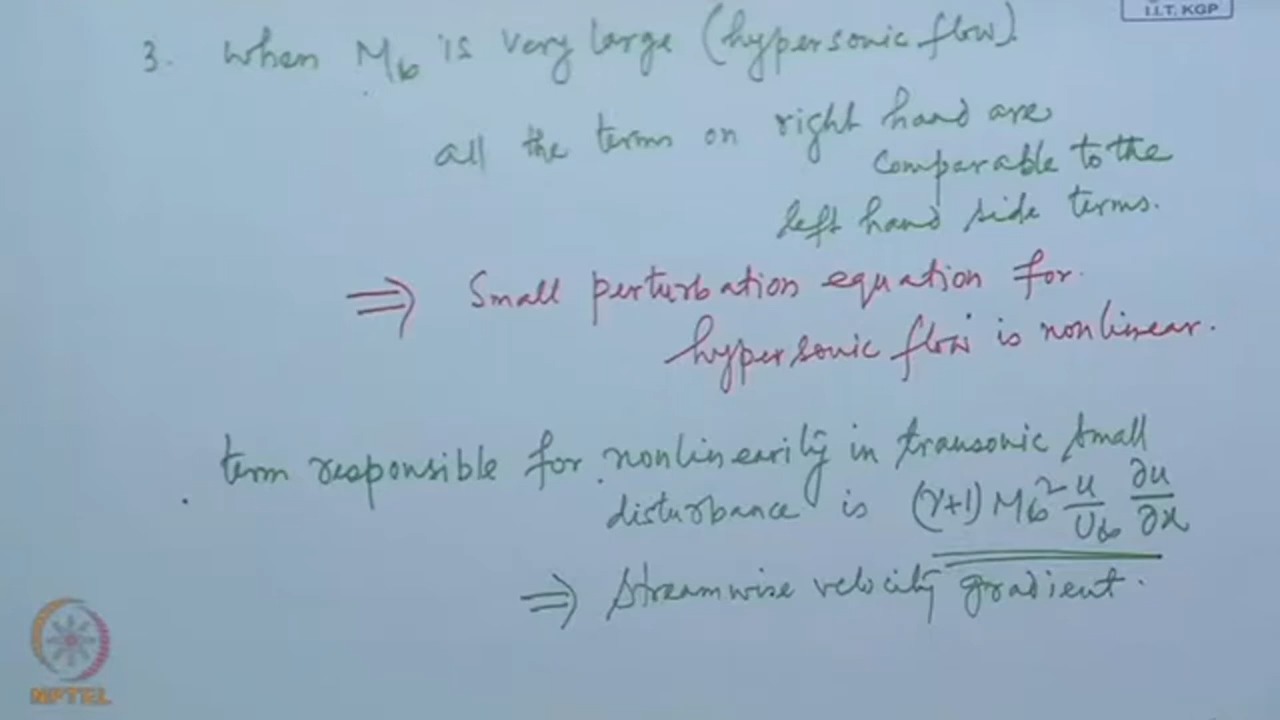 I.I.T. KGP
3. When M∞ is very large (hypersonic flow).
all the terms on right hand are
comparable to the
left hand side terms.
⇒ Small perturbation equation for
hypersonic flow is nonlinear.
term responsible for nonlinearity in transonic small
disturbance is (γ+1) M∞² u/U∞ ∂u/∂x
⇒ streamwise velocity gradient.
NPTEL